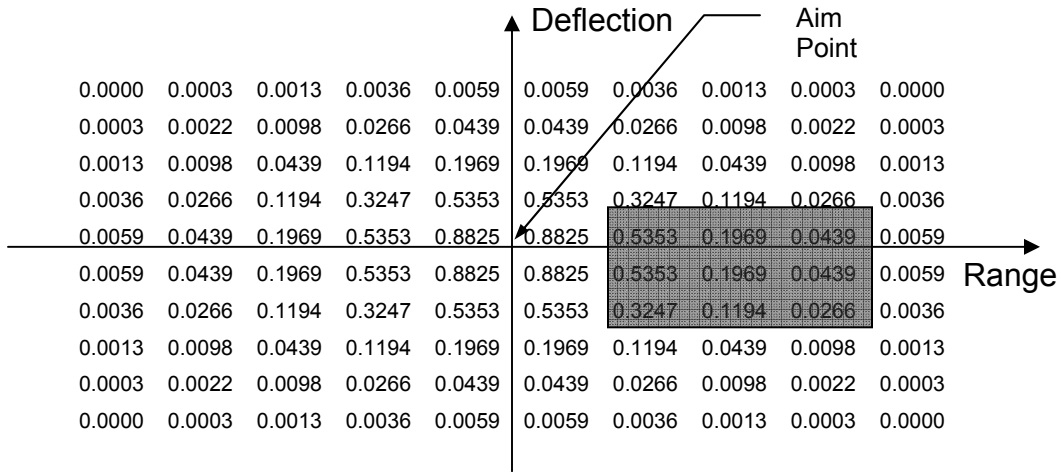 Deflection
Aim
Point
0.0000 0.0003 0.0013 0.0036 0.0059 0.0059 0.0036 0.0013 0.0003 0.0000
0.0003 0.0022 0.0098 0.0266 0.0439 0.0439 0.0266 0.0098 0.0022 0.0003
0.0013 0.0098 0.0439 0.1194 0.1969 0.1969 0.1194 0.0439 0.0098 0.0013
0.0036 0.0266 0.1194 0.3247 0.5353 0.5353 0.3247 0.1194 0.0266 0.0036
0.0059 0.0439 0.1969 0.5353 0.8825 0.8825 0.5353 0.1969 0.0439 0.0059
0.0059 0.0439 0.1969 0.5353 0.8825 0.8825 0.5353 0.1969 0.0439 0.0059
Range
0.0036 0.0266 0.1194 0.3247 0.5353 0.5353 0.3247 0.1194 0.0266 0.0036
0.0013 0.0098 0.0439 0.1194 0.1969 0.1969 0.1194 0.0439 0.0098 0.0013
0.0003 0.0022 0.0098 0.0266 0.0439 0.0439 0.0266 0.0098 0.0022 0.0003
0.0000 0.0003 0.0013 0.0036 0.0059 0.0059 0.0036 0.0013 0.0003 0.0000